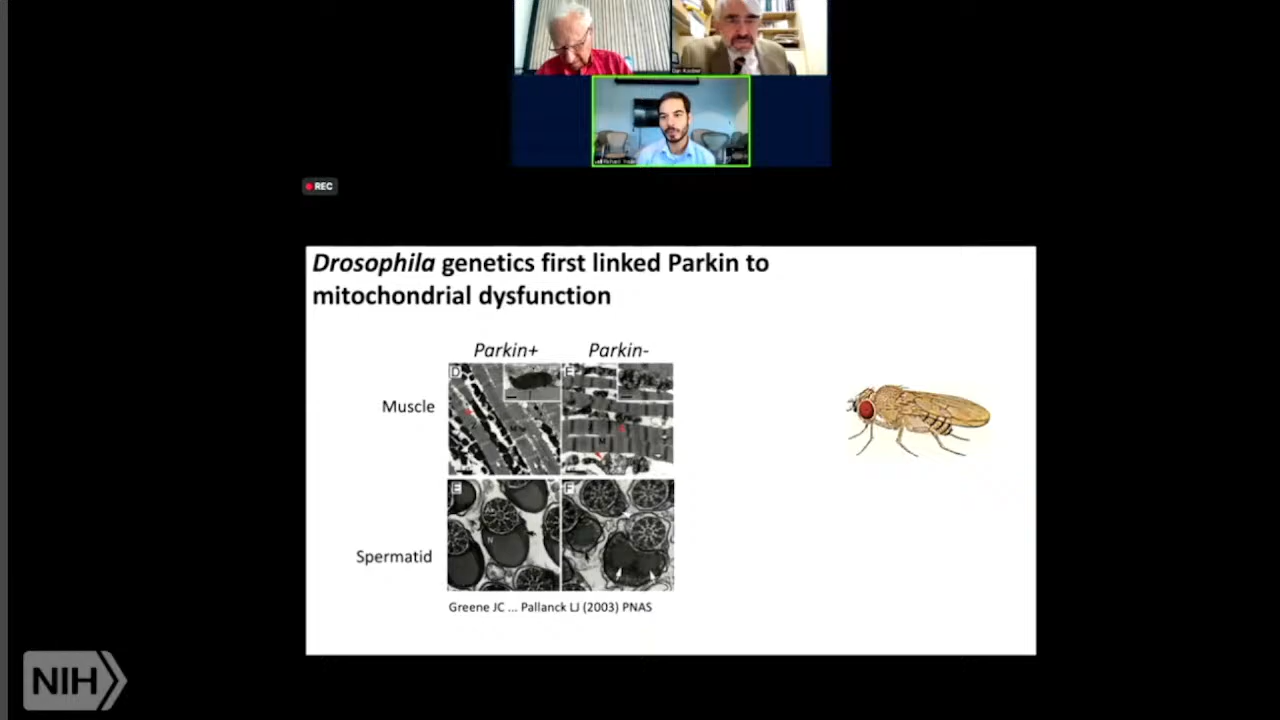 REC
Drosophila genetics first linked Parkin to
mitochondrial dysfunction
Parkin+ Parkin-
Muscle
D
E
Spermatid
E
F
N
Greene JC ... Pallanck LJ (2003) PNAS
NIH